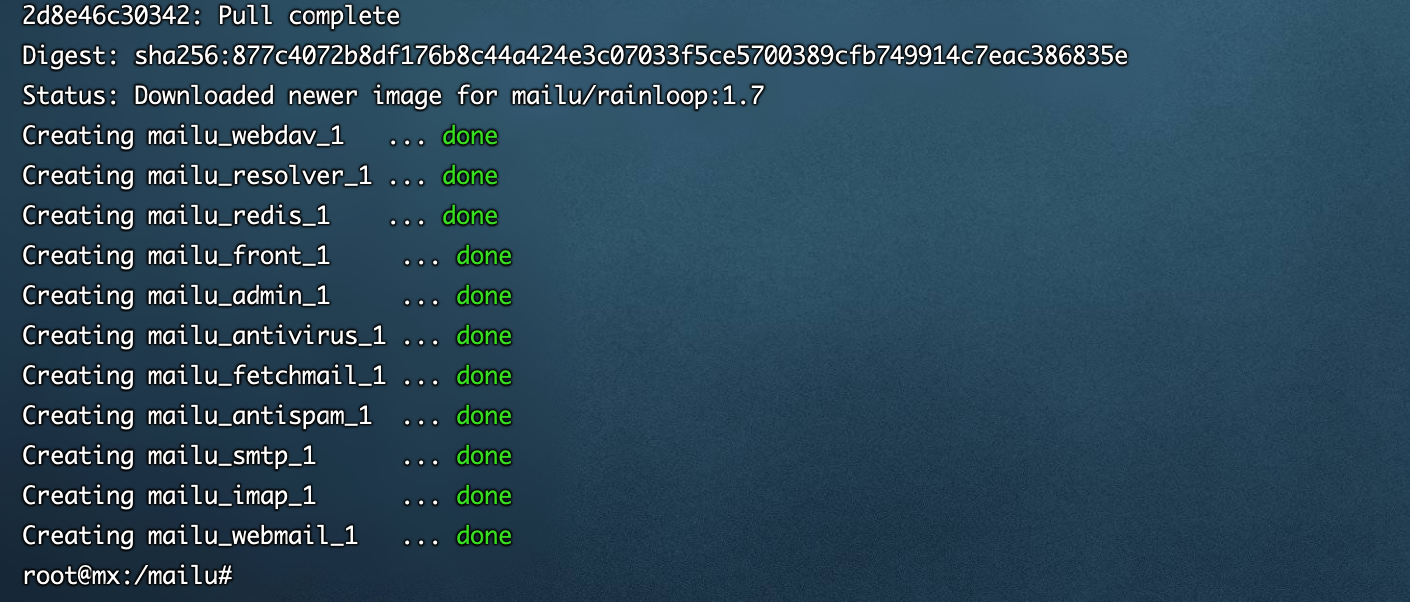 2d8e46c30342: Pull complete
Digest: sha256:877c4072b8df176b8c44a424e3c07033f5ce5700389cfb749914c7eac386835e
Status: Downloaded newer image for mailu/rainloop:1.7
Creating mailu_webdav_1   ... done
Creating mailu_resolver_1 ... done
Creating mailu_redis_1    ... done
Creating mailu_front_1     ... done
Creating mailu_admin_1     ... done
Creating mailu_antivirus_1 ... done
Creating mailu_fetchmail_1 ... done
Creating mailu_antispam_1  ... done
Creating mailu_smtp_1      ... done
Creating mailu_imap_1      ... done
Creating mailu_webmail_1   ... done
root@mx:/mailu#